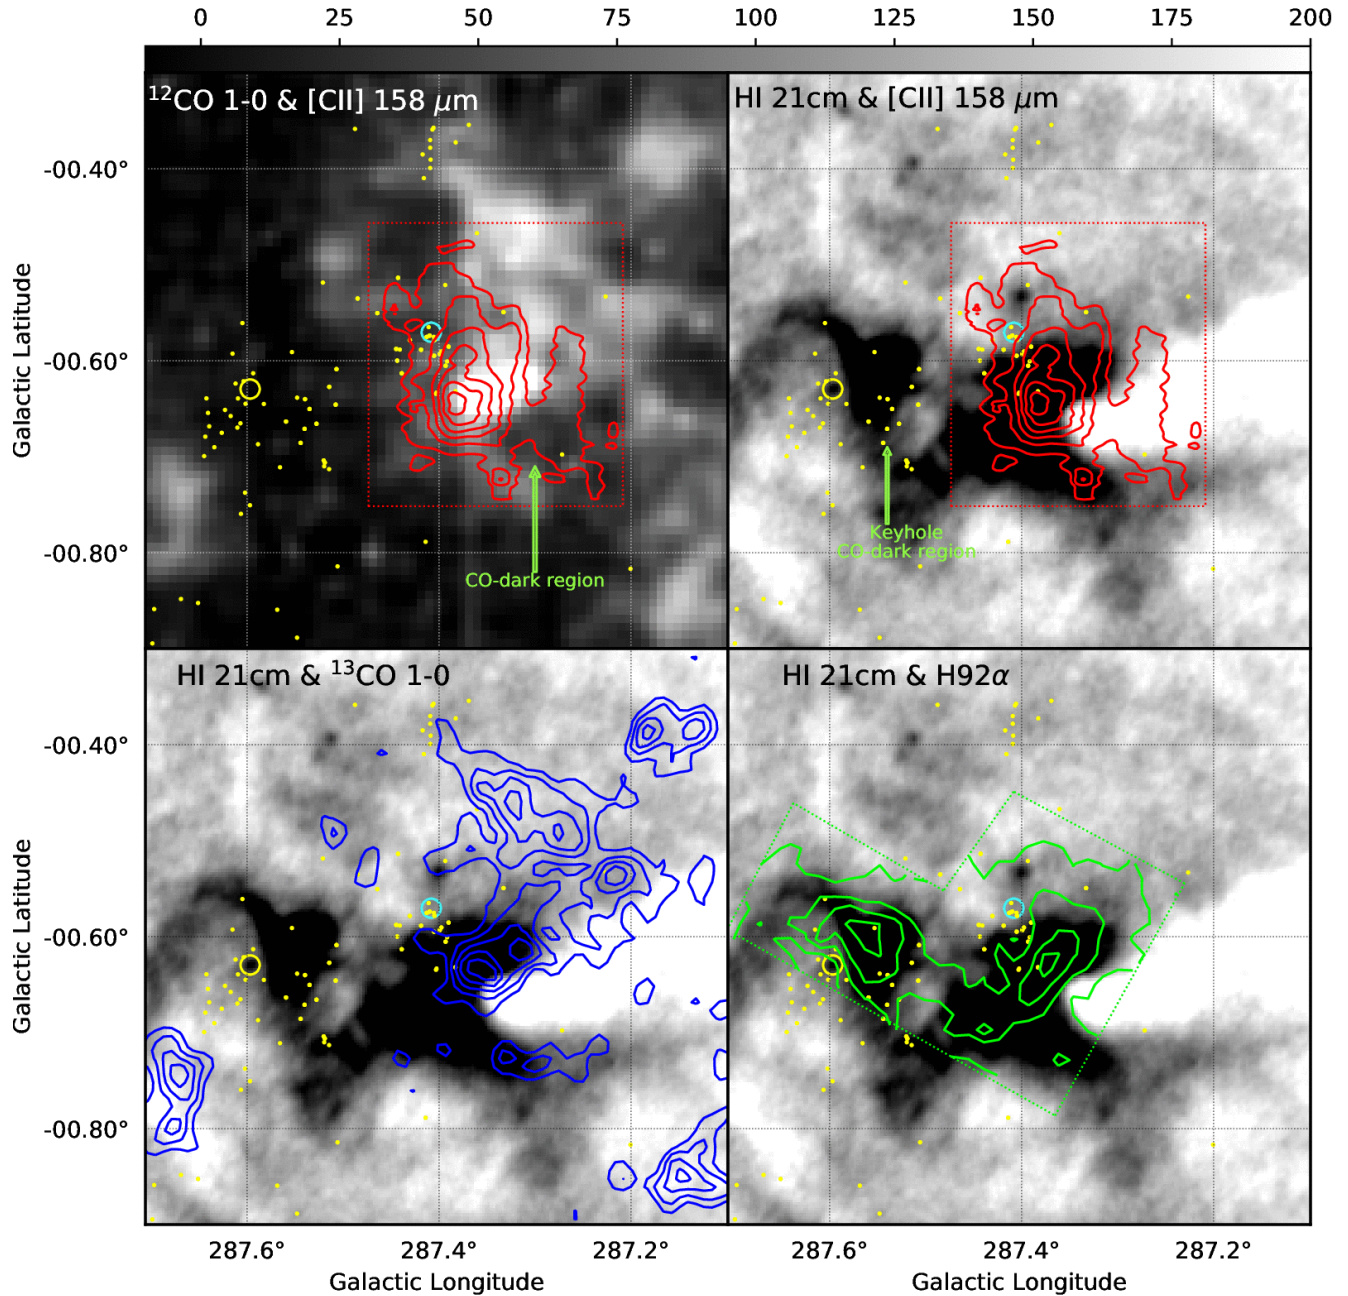 0 25 50 75 100 125 150 175 200
¹²CO 1-0 & [CII] 158 μm
HI 21cm & [CII] 158 μm
-00.40°
-00.60°
-00.80°
Galactic Latitude
CO-dark region
Keyhole
CO-dark region
HI 21cm & ¹³CO 1-0
HI 21cm & H92α
-00.40°
-00.60°
-00.80°
Galactic Latitude
287.6° 287.4° 287.2° 287.6° 287.4° 287.2°
Galactic Longitude Galactic Longitude